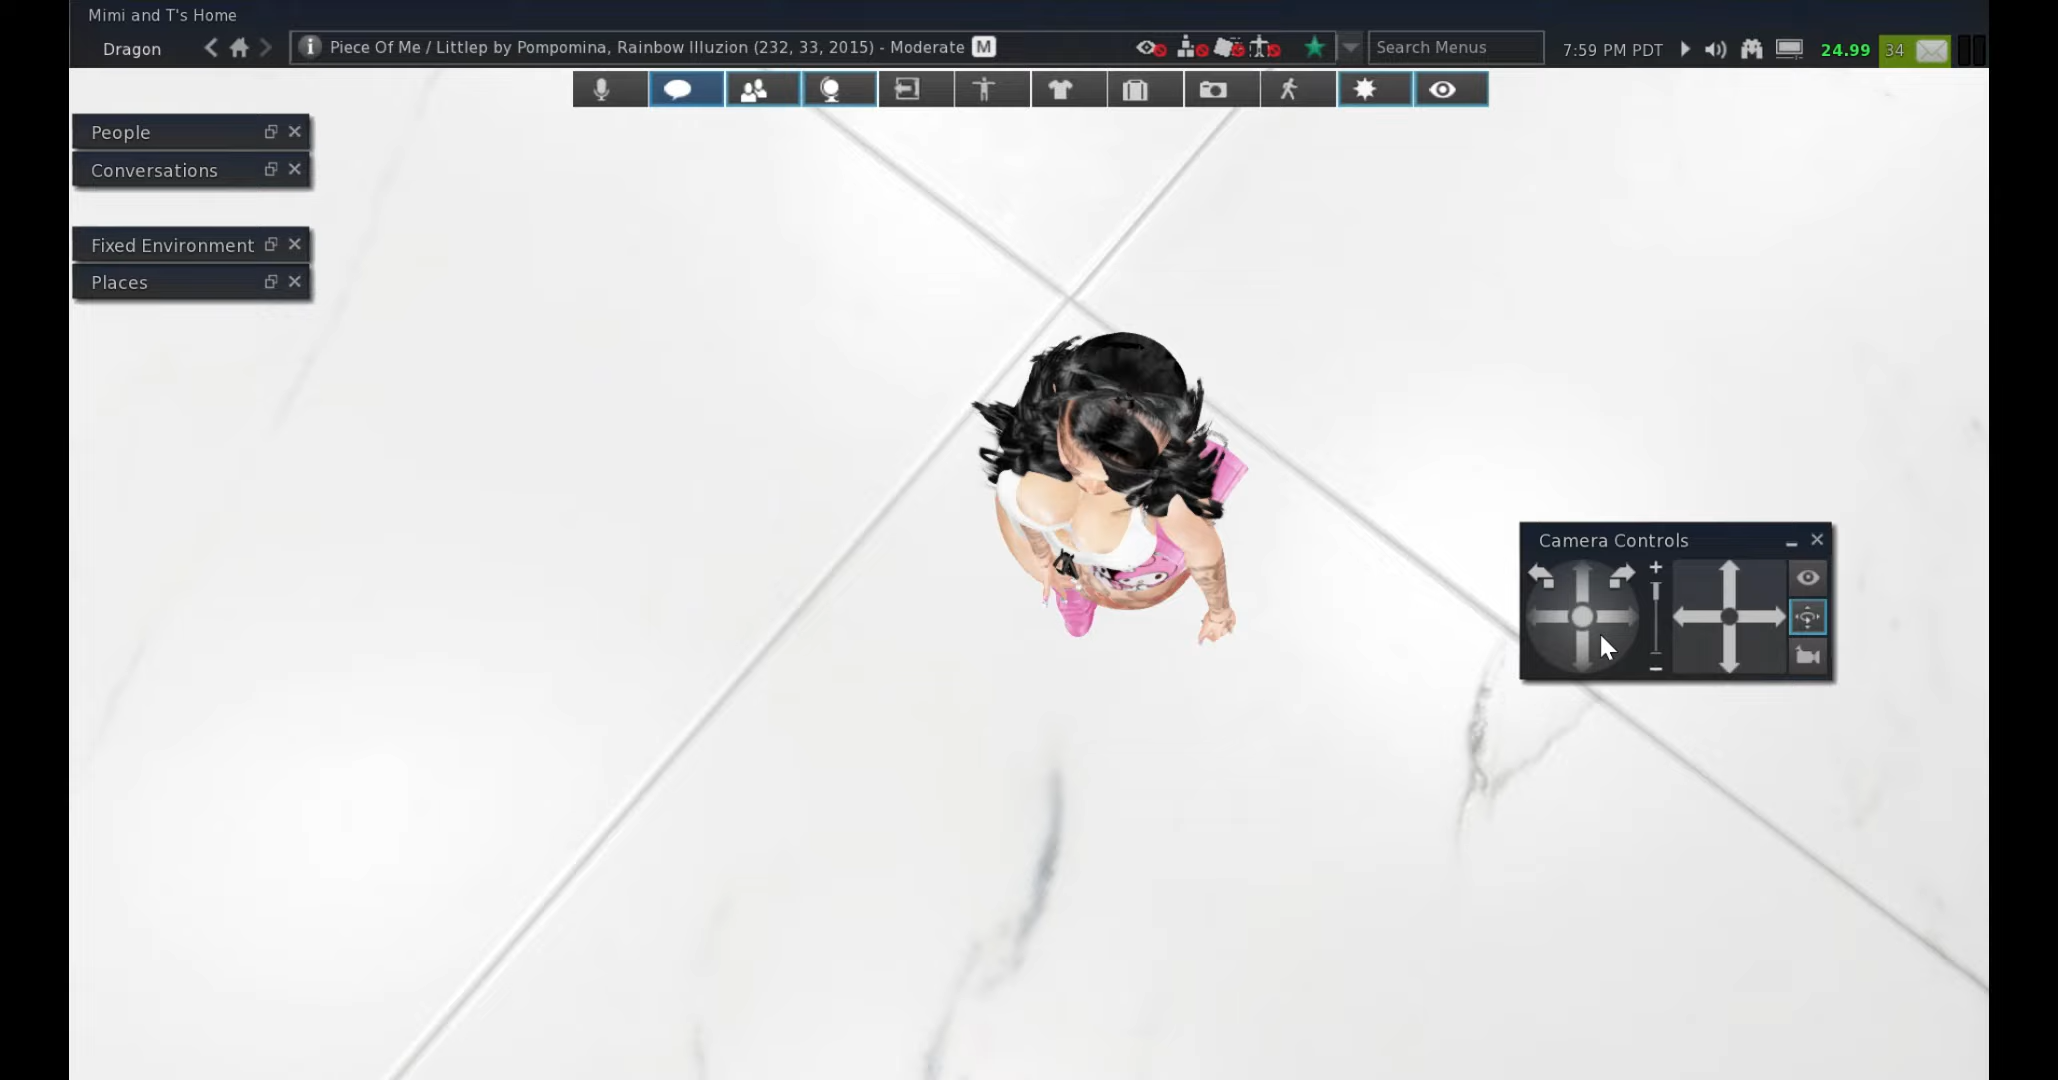 Mimi and T's Home
Dragon
Piece Of Me / Littlep by Pompomina, Rainbow Illuzion (232, 33, 2015) - Moderate M
Search Menus
7:59 PM PDT
24.99
34
People
Conversations
Fixed Environment
Places
Camera Controls